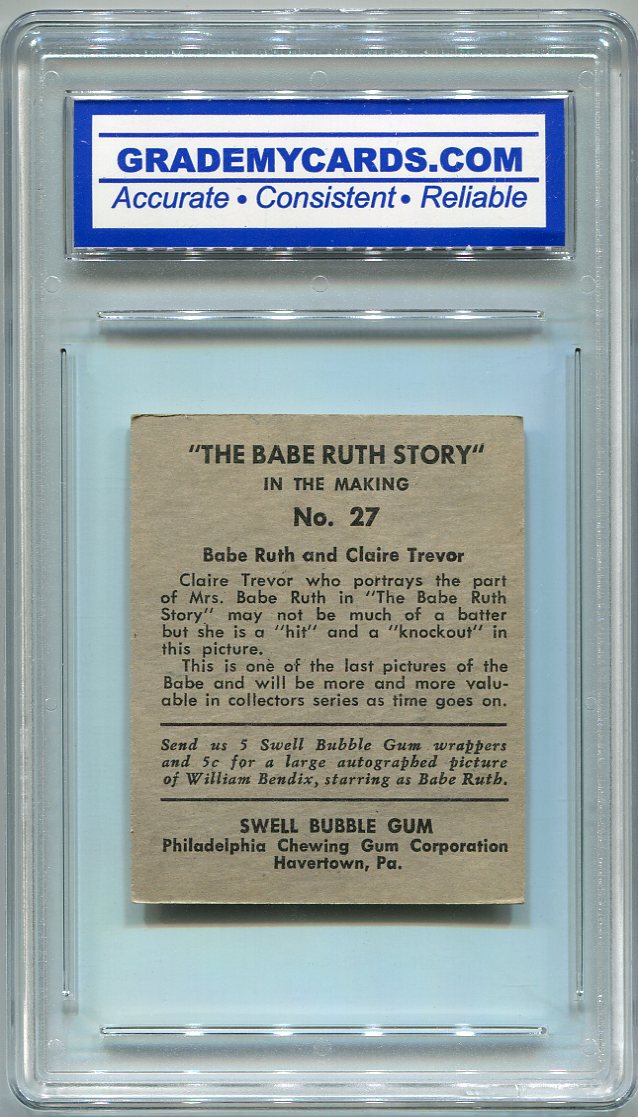 GRADEMYCARDS.COM
Accurate • Consistent • Reliable
"THE BABE RUTH STORY"
IN THE MAKING
No. 27
Babe Ruth and Claire Trevor
Claire Trevor who portrays the part
of Mrs. Babe Ruth in "The Babe Ruth
Story" may not be much of a batter
but she is a "hit" and a "knockout" in
this picture.
This is one of the last pictures of the
Babe and will be more and more valu-
able in collectors series as time goes on.
Send us 5 Swell Bubble Gum wrappers
and 5c for a large autographed picture
of William Bendix, starring as Babe Ruth.
SWELL BUBBLE GUM
Philadelphia Chewing Gum Corporation
Havertown, Pa.